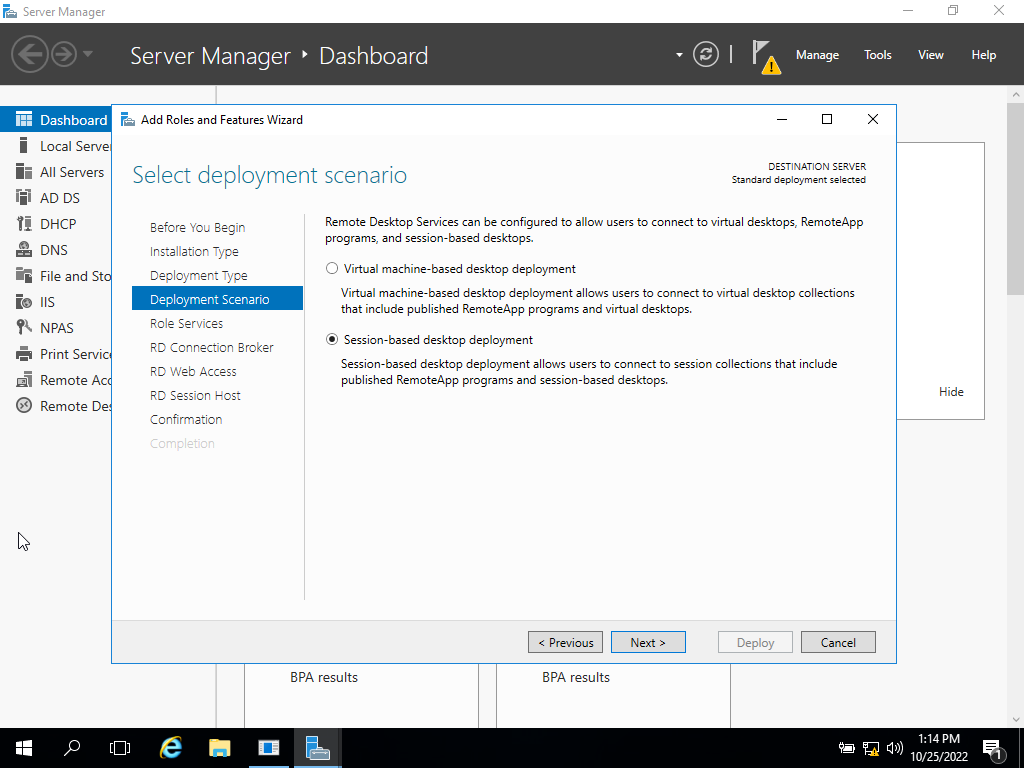 Server Manager
Server Manager ‣ Dashboard
Manage Tools View Help
Dashboard
Local Server
All Servers
AD DS
DHCP
DNS
File and Sto
IIS
NPAS
Print Servic
Remote Acc
Remote Des
Add Roles and Features Wizard
Select deployment scenario
DESTINATION SERVER
Standard deployment selected
Before You Begin
Installation Type
Deployment Type
Deployment Scenario
Role Services
RD Connection Broker
RD Web Access
RD Session Host
Confirmation
Completion
Remote Desktop Services can be configured to allow users to connect to virtual desktops, RemoteApp
programs, and session-based desktops.
Virtual machine-based desktop deployment
Virtual machine-based desktop deployment allows users to connect to virtual desktop collections
that include published RemoteApp programs and virtual desktops.
Session-based desktop deployment
Session-based desktop deployment allows users to connect to session collections that include
published RemoteApp programs and session-based desktops.
Hide
< Previous Next > Deploy Cancel
BPA results BPA results
1:14 PM
10/25/2022
1